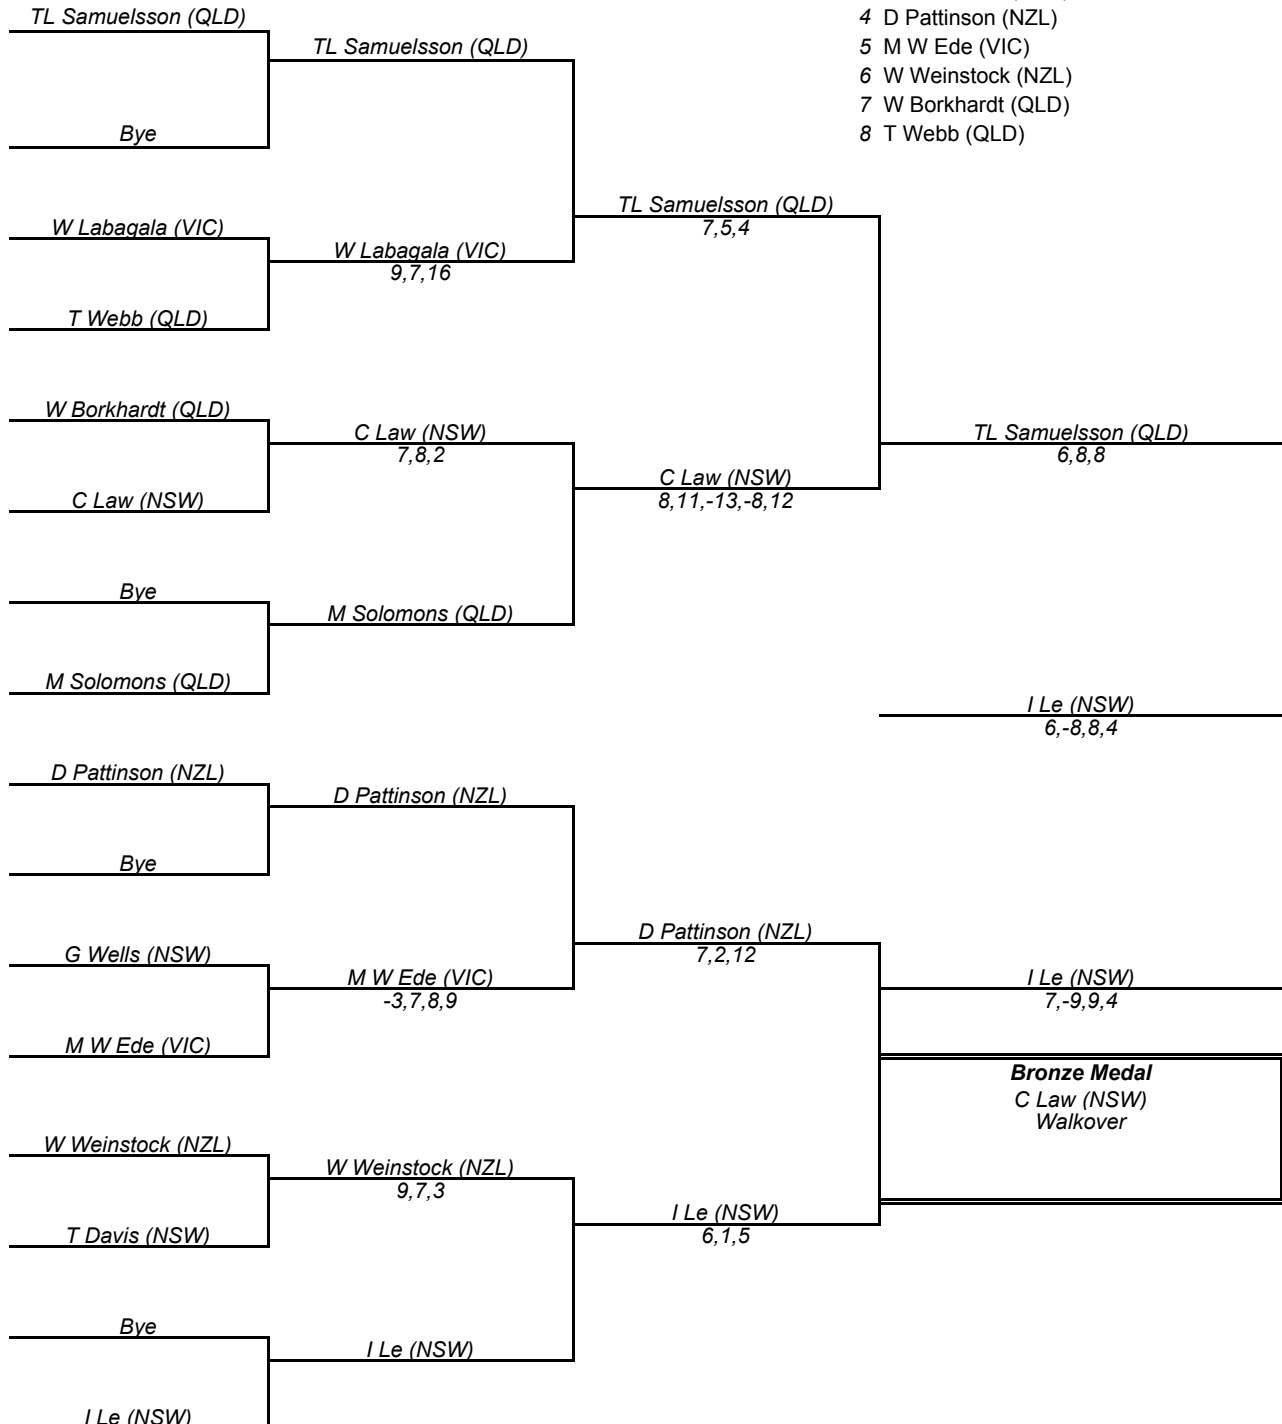 4 D Pattinson (NZL)
5 M W Ede (VIC)
6 W Weinstock (NZL)
7 W Borkhardt (QLD)
8 T Webb (QLD)
TL Samuelsson (QLD)
Bye
W Labagala (VIC)
T Webb (QLD)
W Borkhardt (QLD)
C Law (NSW)
Bye
M Solomons (QLD)
D Pattinson (NZL)
Bye
G Wells (NSW)
M W Ede (VIC)
W Weinstock (NZL)
T Davis (NSW)
Bye
I Le (NSW)
TL Samuelsson (QLD)
W Labagala (VIC)
9,7,16
C Law (NSW)
7,8,2
M Solomons (QLD)
D Pattinson (NZL)
M W Ede (VIC)
-3,7,8,9
W Weinstock (NZL)
9,7,3
I Le (NSW)
TL Samuelsson (QLD)
7,5,4
C Law (NSW)
8,11,-13,-8,12
D Pattinson (NZL)
7,2,12
I Le (NSW)
6,1,5
TL Samuelsson (QLD)
6,8,8
I Le (NSW)
6,-8,8,4
I Le (NSW)
7,-9,9,4
Bronze Medal
C Law (NSW)
Walkover